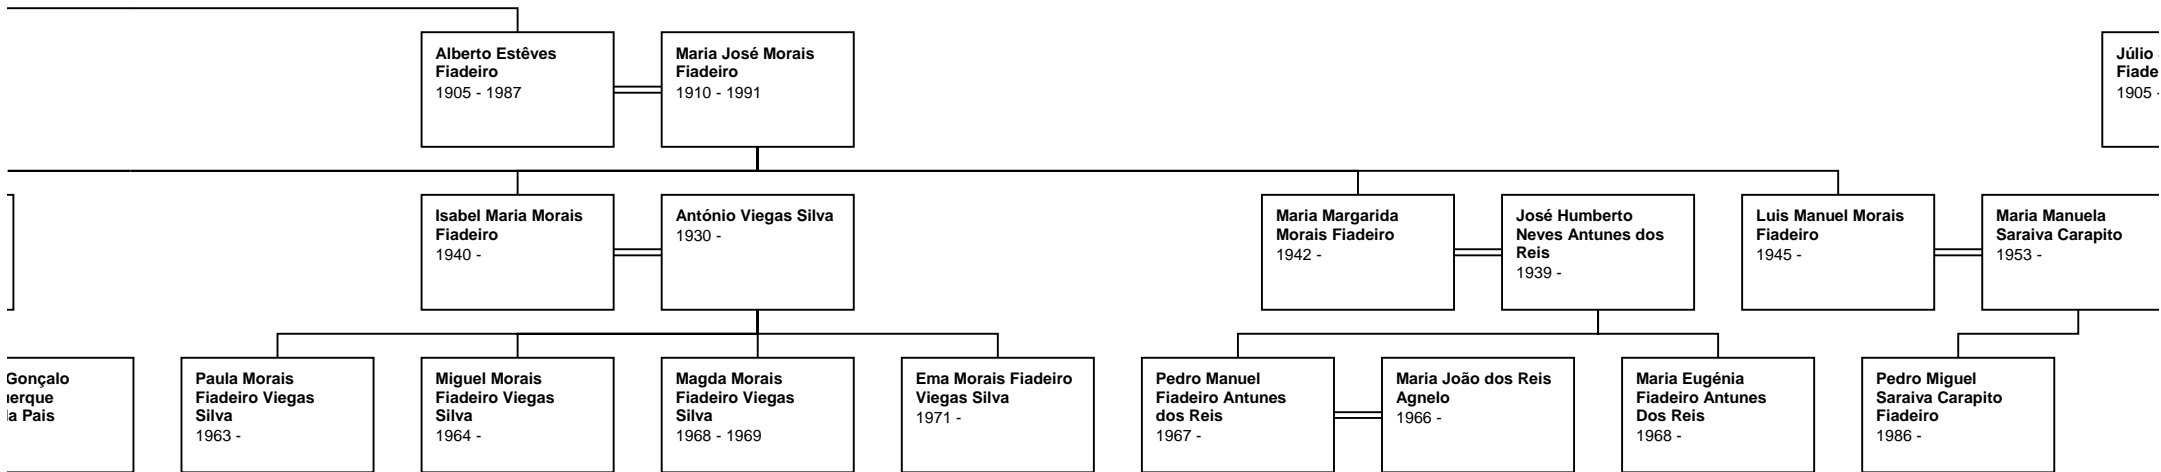 Alberto Estêves
Fiadeiro
1905 - 1987
Maria José Morais
Fiadeiro
1910 - 1991
Júlio
1905 -
Isabel Maria Morais
Fiadeiro
1940 -
António Viegas Silva
1930 -
Maria Margarida
Morais Fiadeiro
1942 -
José Humberto
Neves Antunes dos
Reis
1939 -
Luis Manuel Morais
Fiadeiro
1945 -
Maria Manuela
Saraiva Carapito
1953 -
Gonçalo
Pais
Paula Morais
Fiadeiro Viegas
Silva
1963 -
Miguel Morais
Fiadeiro Viegas
Silva
1964 -
Magda Morais
Fiadeiro Viegas
Silva
1968 - 1969
Ema Morais Fiadeiro
Viegas Silva
1971 -
Pedro Manuel
Fiadeiro Antunes
dos Reis
1967 -
Maria João dos Reis
Agnelo
1966 -
Maria Eugénia
Fiadeiro Antunes
Dos Reis
1968 -
Pedro Miguel
Saraiva Carapito
Fiadeiro
1986 -